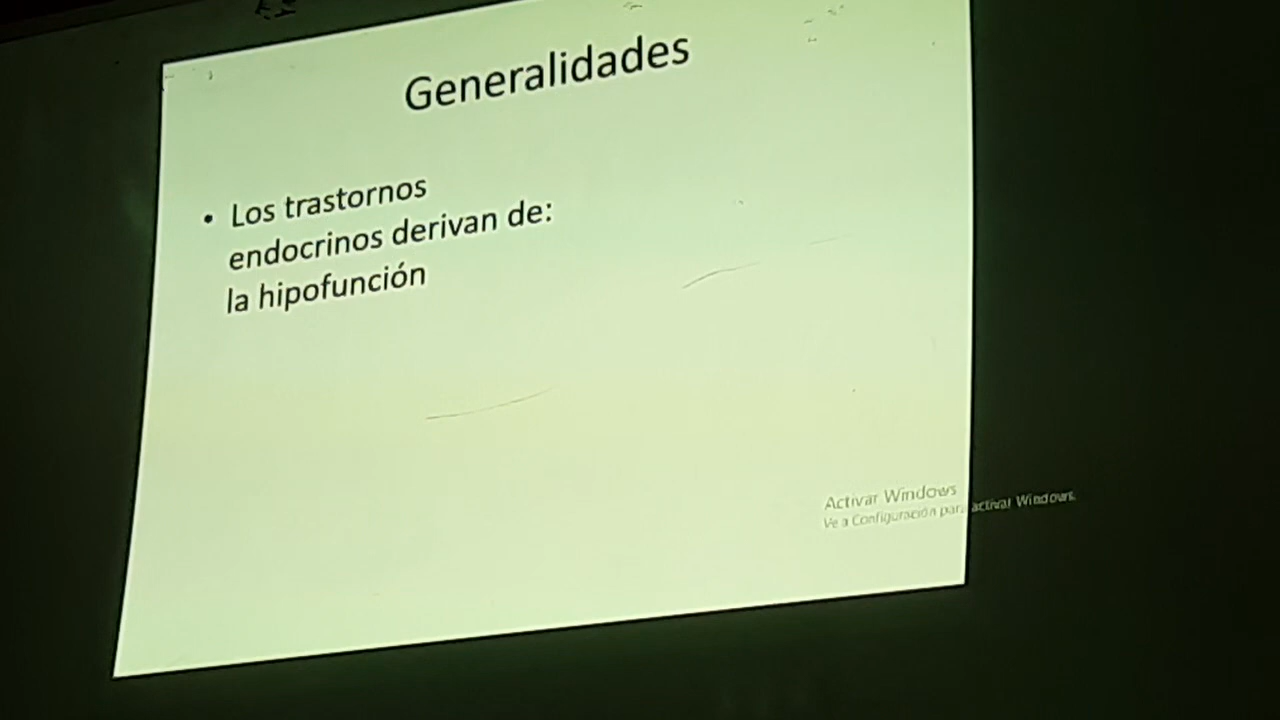 Generalidades
• Los trastornos
endocrinos derivan de:
la hipofunción
Activar Windows
Ve a Configuración para activar Windows.